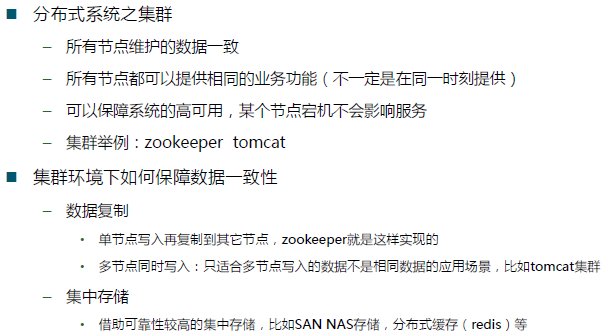 ■ 分布式系统之集群
– 所有节点维护的数据一致
– 所有节点都可以提供相同的业务功能（不一定是在同一时刻提供）
– 可以保障系统的高可用，某个节点宕机不会影响服务
– 集群举例：zookeeper tomcat
■ 集群环境下如何保障数据一致性
– 数据复制
• 单节点写入再复制到其它节点，zookeeper就是这样实现的
• 多节点同时写入：只适合多节点写入的数据不是相同数据的应用场景，比如tomcat集群
– 集中存储
• 借助可靠性较高的集中存储，比如SAN NAS存储，分布式缓存（redis）等